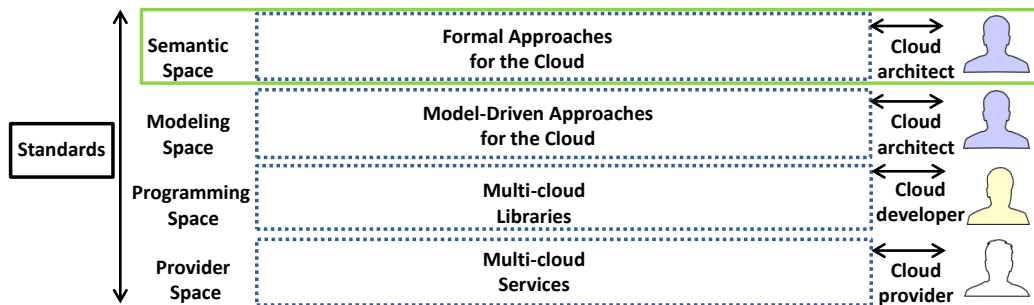 Standards
Semantic
Space
Formal Approaches
for the Cloud
Cloud
architect
Modeling
Space
Model-Driven Approaches
for the Cloud
Cloud
architect
Programming
Space
Multi-cloud
Libraries
Cloud
developer
Provider
Space
Multi-cloud
Services
Cloud
provider